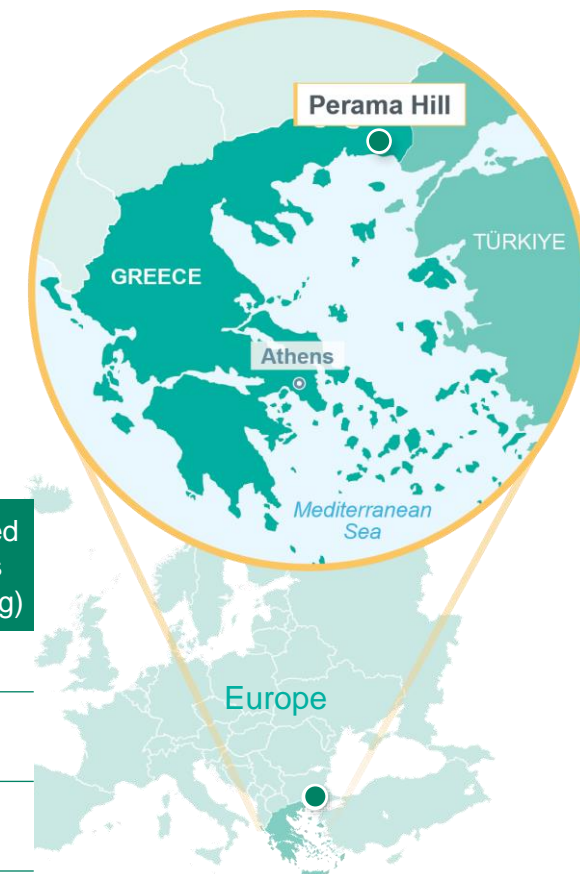 Perama Hill
TÜRKIYE
GREECE
Athens
Mediterranean
Sea
Europe